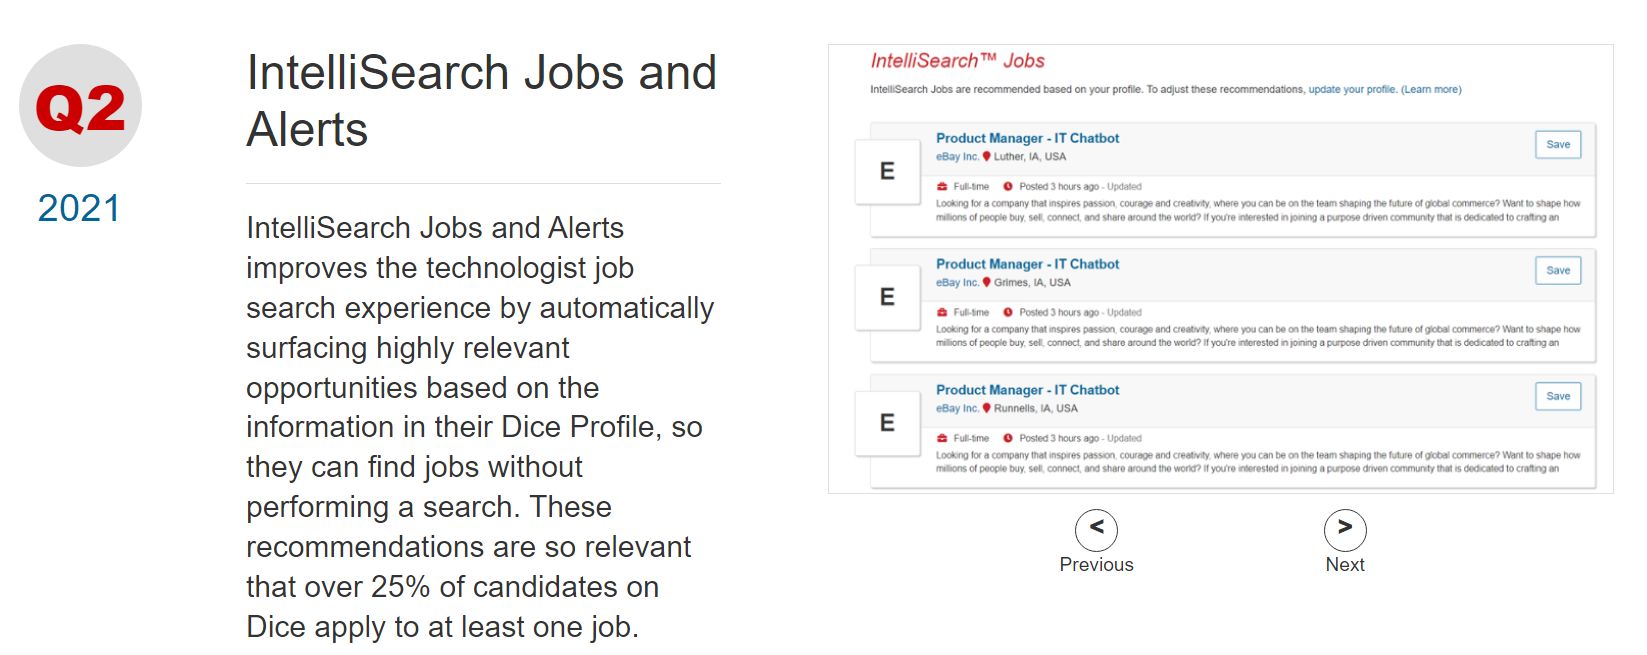 Q2
2021
IntelliSearch Jobs and
Alerts
IntelliSearch Jobs and Alerts
improves the technologist job
search experience by automatically
surfacing highly relevant
opportunities based on the
information in their Dice Profile, so
they can find jobs without
performing a search. These
recommendations are so relevant
that over 25% of candidates on
Dice apply to at least one job.
IntelliSearch™ Jobs
IntelliSearch Jobs are recommended based on your profile. To adjust these recommendations, update your profile. (Learn more)
E
Product Manager - IT Chatbot
eBay Inc. Luther, IA, USA
Save
Full-time Posted 3 hours ago - Updated
Looking for a company that inspires passion, courage and creativity, where you can be on the team shaping the future of global commerce? Want to shape how
millions of people buy, sell, connect, and share around the world? If you're interested in joining a purpose driven community that is dedicated to crafting an
E
Product Manager - IT Chatbot
eBay Inc. Grimes, IA, USA
Save
Full-time Posted 3 hours ago - Updated
Looking for a company that inspires passion, courage and creativity, where you can be on the team shaping the future of global commerce? Want to shape how
millions of people buy, sell, connect, and share around the world? If you're interested in joining a purpose driven community that is dedicated to crafting an
E
Product Manager - IT Chatbot
eBay Inc. Runnells, IA, USA
Save
Full-time Posted 3 hours ago - Updated
Looking for a company that inspires passion, courage and creativity, where you can be on the team shaping the future of global commerce? Want to shape how
millions of people buy, sell, connect, and share around the world? If you're interested in joining a purpose driven community that is dedicated to crafting an
< >
Previous Next